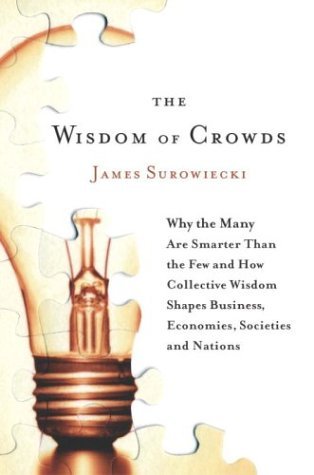 THE
WISDOM OF CROWDS
JAMES SUROWIECKI
Why the Many
Are Smarter Than
the Few and How
Collective Wisdom
Shapes Business,
Economies, Societies
and Nations